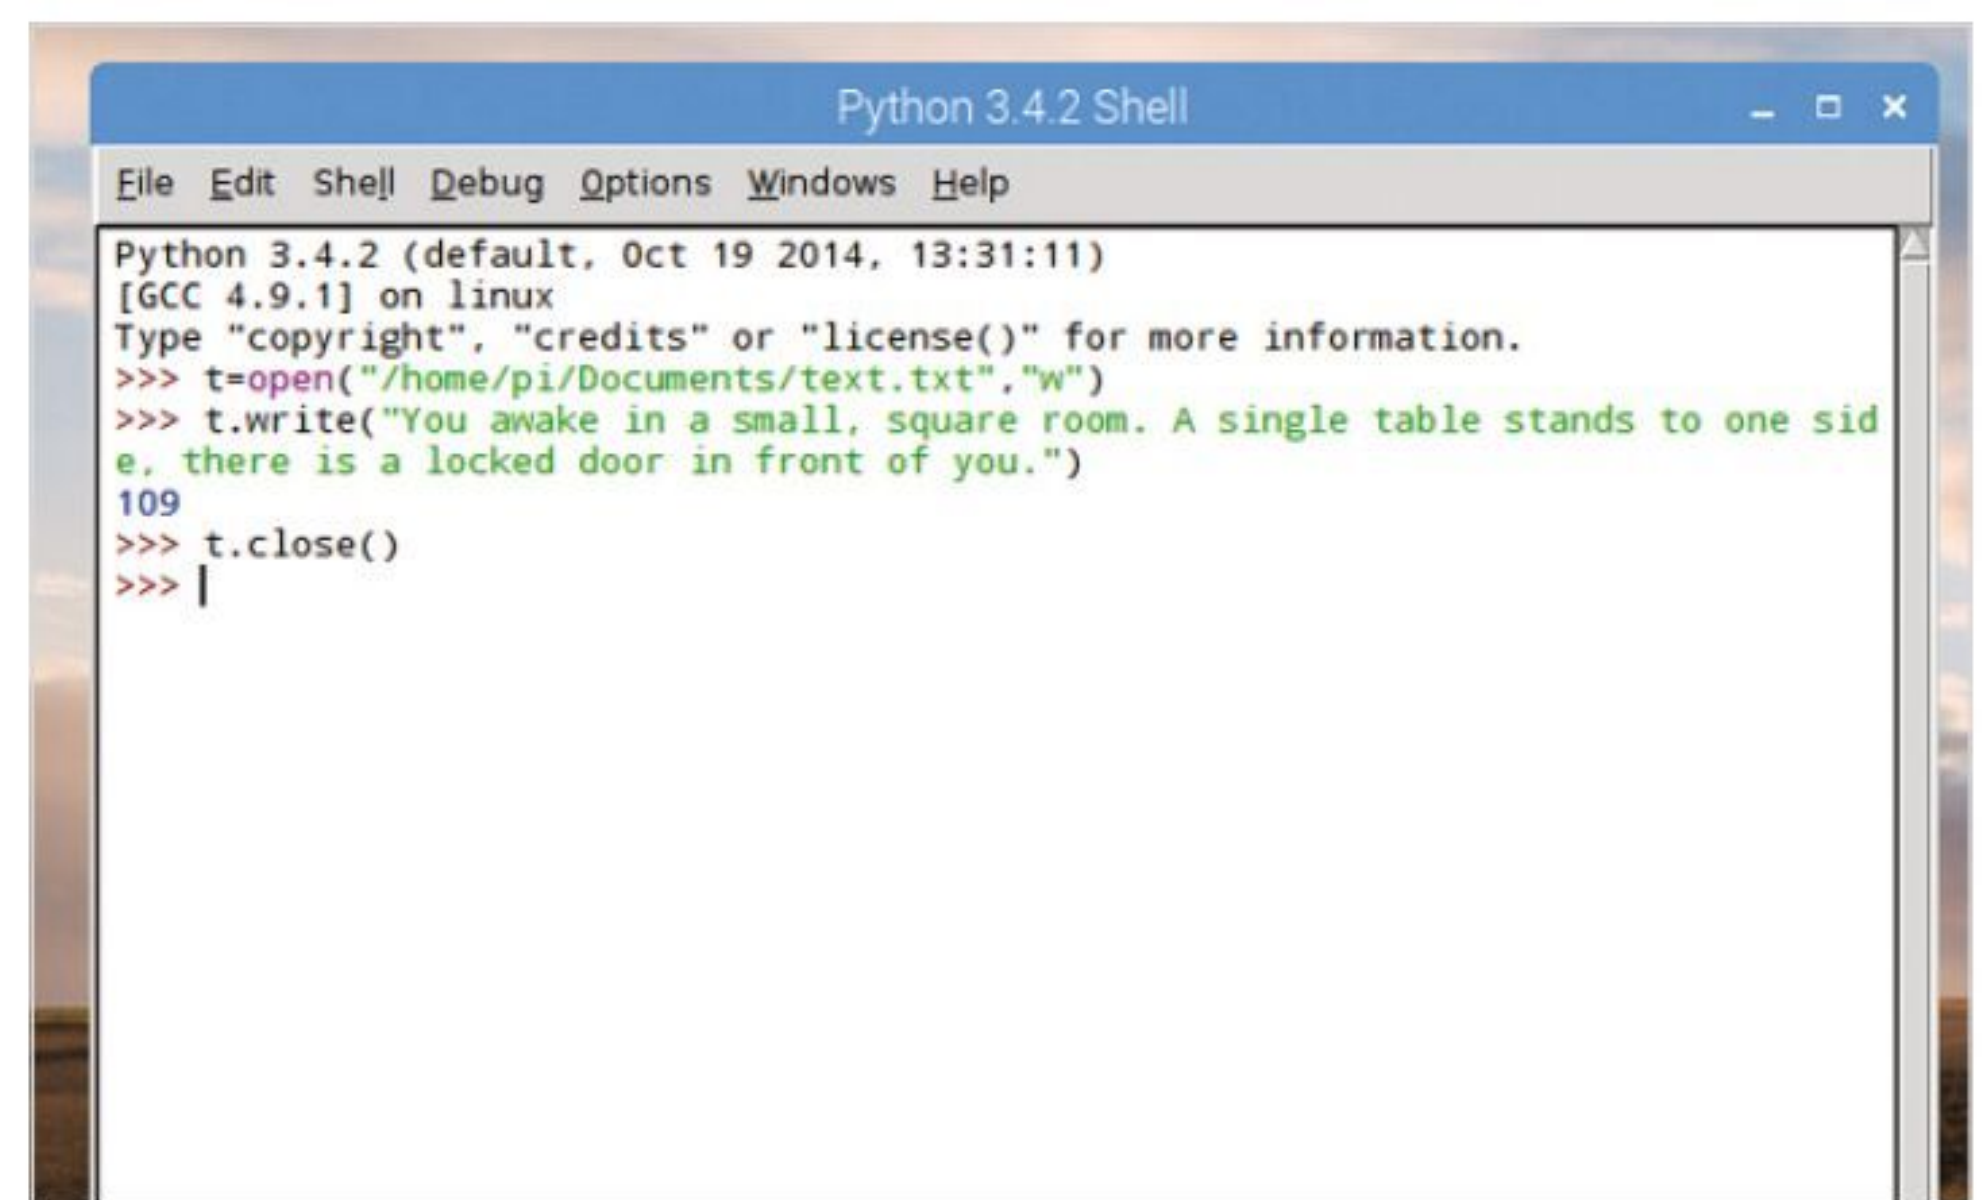 Python 3.4.2 Shell
File Edit Shell Debug Options Windows Help
Python 3.4.2 (default, Oct 19 2014, 13:31:11)
[GCC 4.9.1] on linux
Type "copyright", "credits" or "license()" for more information.
>>> t=open("/home/pi/Documents/text.txt","w")
>>> t.write("You awake in a small, square room. A single table stands to one sid
e, there is a locked door in front of you.")
109
>>> t.close()
>>>